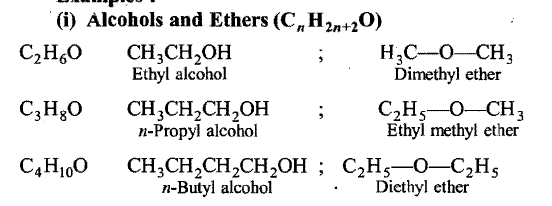 (i) Alcohols and Ethers (CₙH₂ₙ₊₂O)
C₂H₆O CH₃CH₂OH ; H₃C—O—CH₃
Ethyl alcohol Dimethyl ether
C₃H₈O CH₃CH₂CH₂OH ; C₂H₅—O—CH₃
n-Propyl alcohol Ethyl methyl ether
C₄H₁₀O CH₃CH₂CH₂CH₂OH ; C₂H₅—O—C₂H₅
n-Butyl alcohol Diethyl ether